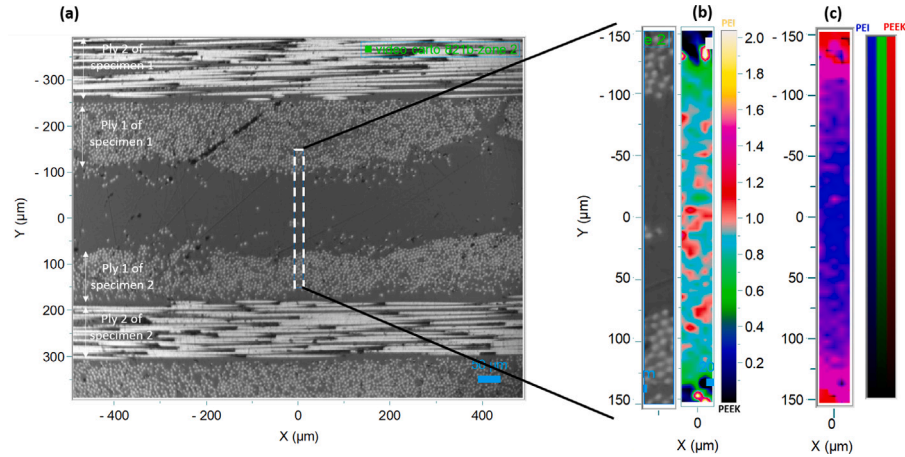 (a)
(b)
(c)
PEI
PEI
PEEK
Ply 2 of
specimen 1
Ply 1 of
specimen 1
Ply 1 of
specimen 2
Ply 2 of
specimen 2
- 300
- 200
- 100
0
100
200
300
Y (µm)
-400
-200
0
200
400
X (µm)
- 150
- 100
-50
0
50
100
150
Y (µm)
0
X (µm)
2.0
1.8
1.6
1.4
1.2
1.0
0.8
0.6
0.4
0.2
PEEK
- 150
- 100
-50
0
50
100
150
0
X (µm)